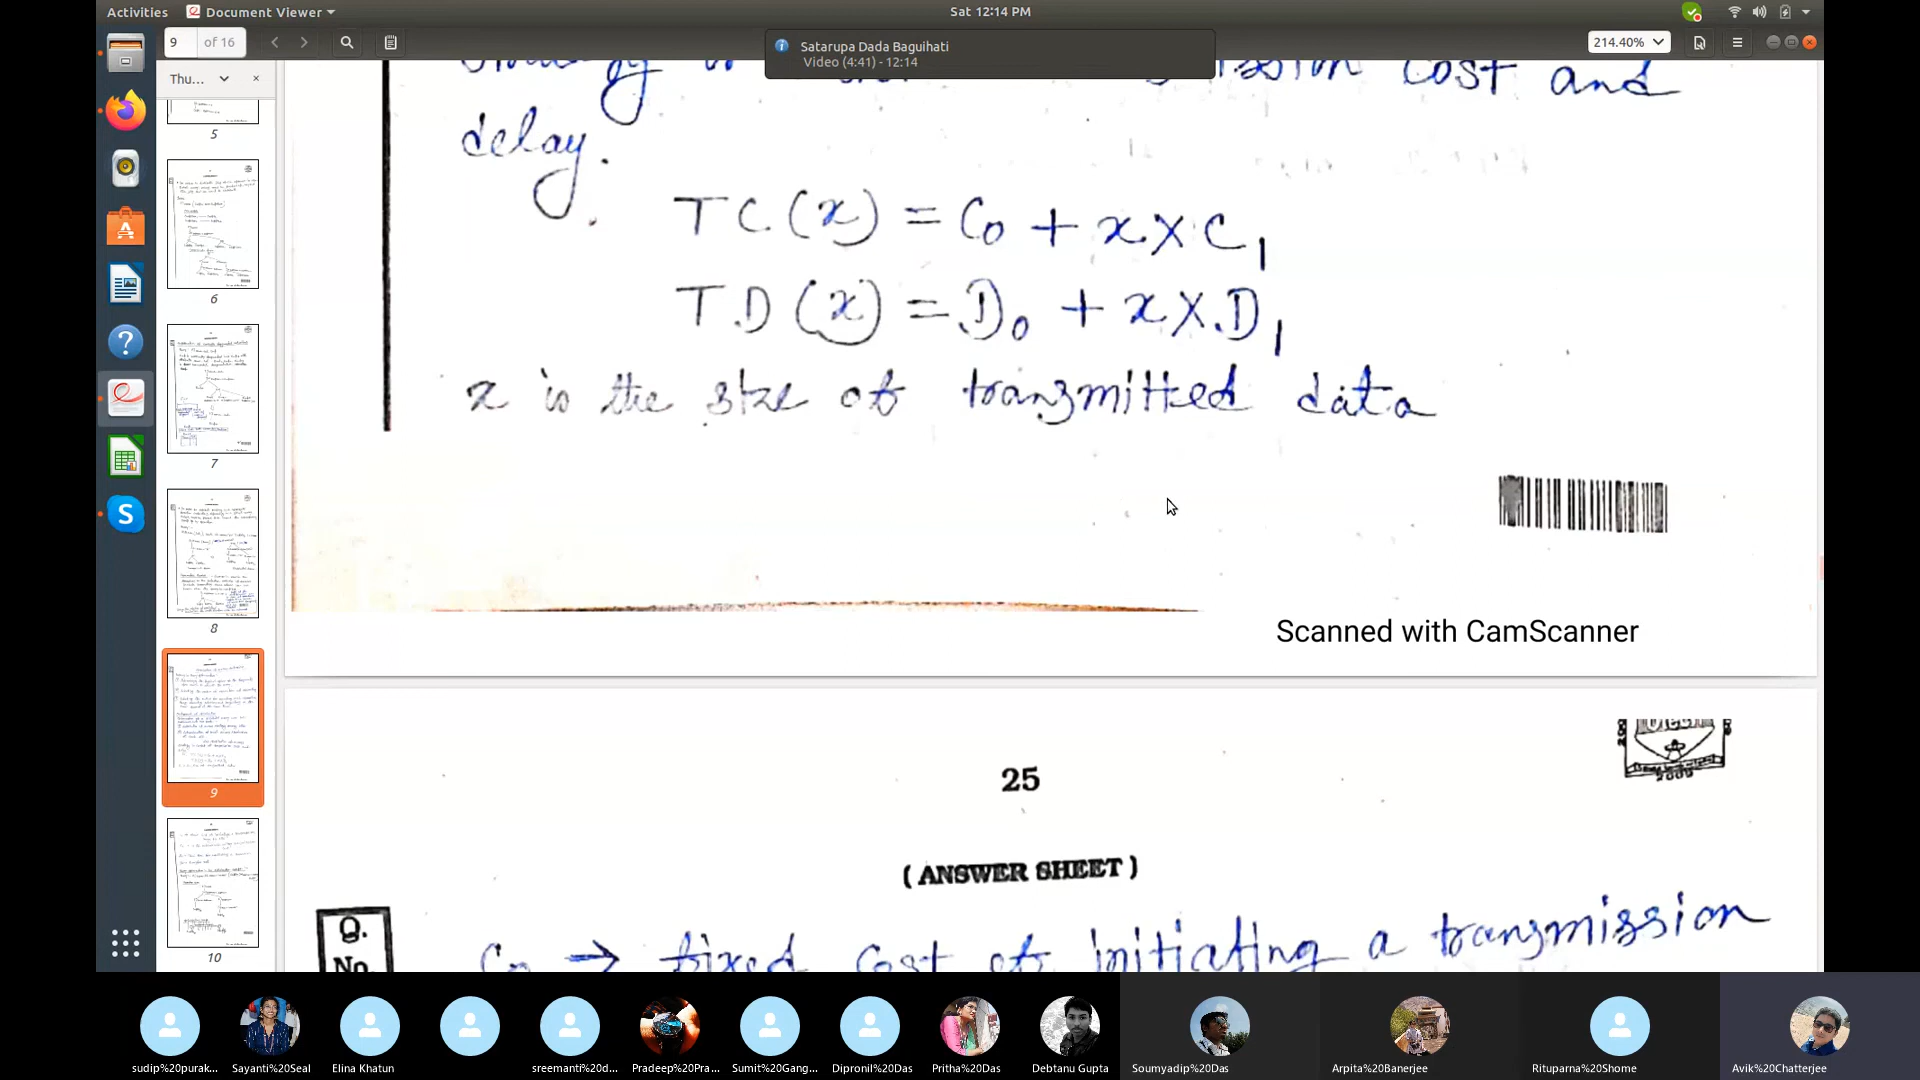 Activities
Document Viewer
Sat 12:14 PM
9 of 16
Satarupa Dada Baguihati
Video (4:41) - 12:14
214.40%
Thu...
5
6
7
8
9
10
cost and
delay.
TC(x) = C0 + x X C1
TD(x) = D0 + x X D1
x is the size of transmitted data
Scanned with CamScanner
2009
25
( ANSWER SHEET )
Q.
No.
C0 → fixed cost of initiating a transmission
sudip%20purak...
Sayanti%20Seal
Elina Khatun
sreemanti%20d...
Pradeep%20Pra...
Sumit%20Gang...
Dipronil%20Das
Pritha%20Das
Debtanu Gupta
Soumyadip%20Das
Arpita%20Banerjee
Rituparna%20Shome
Avik%20Chatterjee